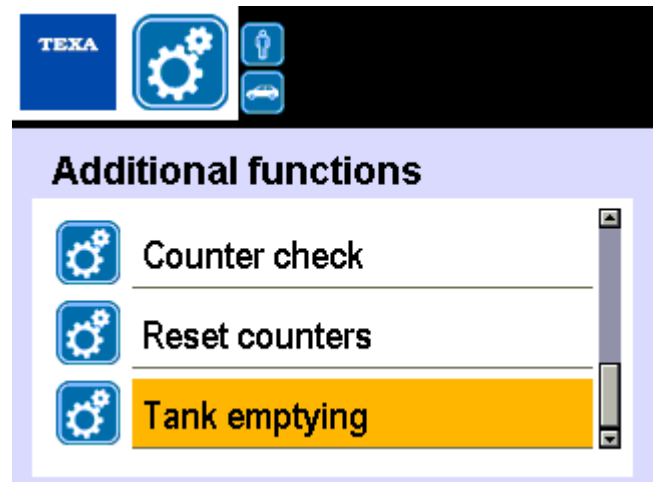 TEXA
Additional functions
Counter check
Reset counters
Tank emptying